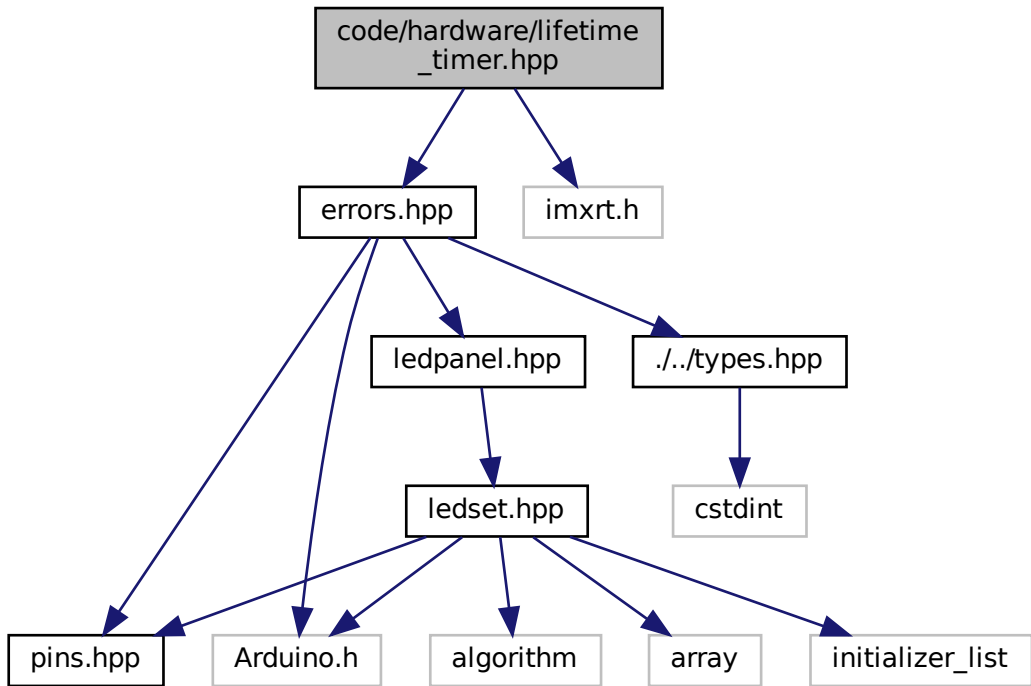 code/hardware/lifetime
_timer.hpp
errors.hpp
imxrt.h
ledpanel.hpp
./../types.hpp
ledset.hpp
cstdint
pins.hpp
Arduino.h
algorithm
array
initializer_list